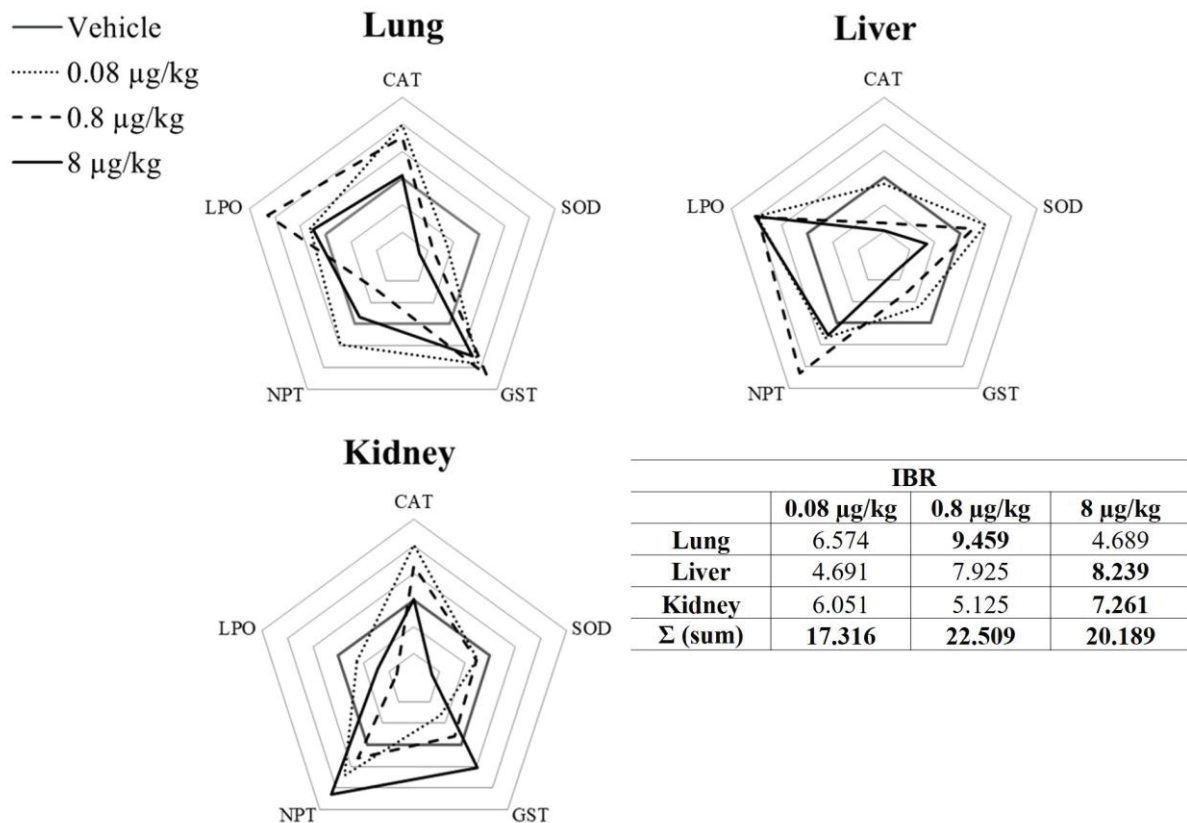 Vehicle
0.08 µg/kg
0.8 µg/kg
8 µg/kg
Lung
CAT
SOD
GST
NPT
LPO
Liver
CAT
SOD
GST
NPT
LPO
Kidney
CAT
SOD
GST
NPT
LPO
IBR
0.08 µg/kg 0.8 µg/kg 8 µg/kg
Lung 6.574 9.459 4.689
Liver 4.691 7.925 8.239
Kidney 6.051 5.125 7.261
Σ (sum) 17.316 22.509 20.189